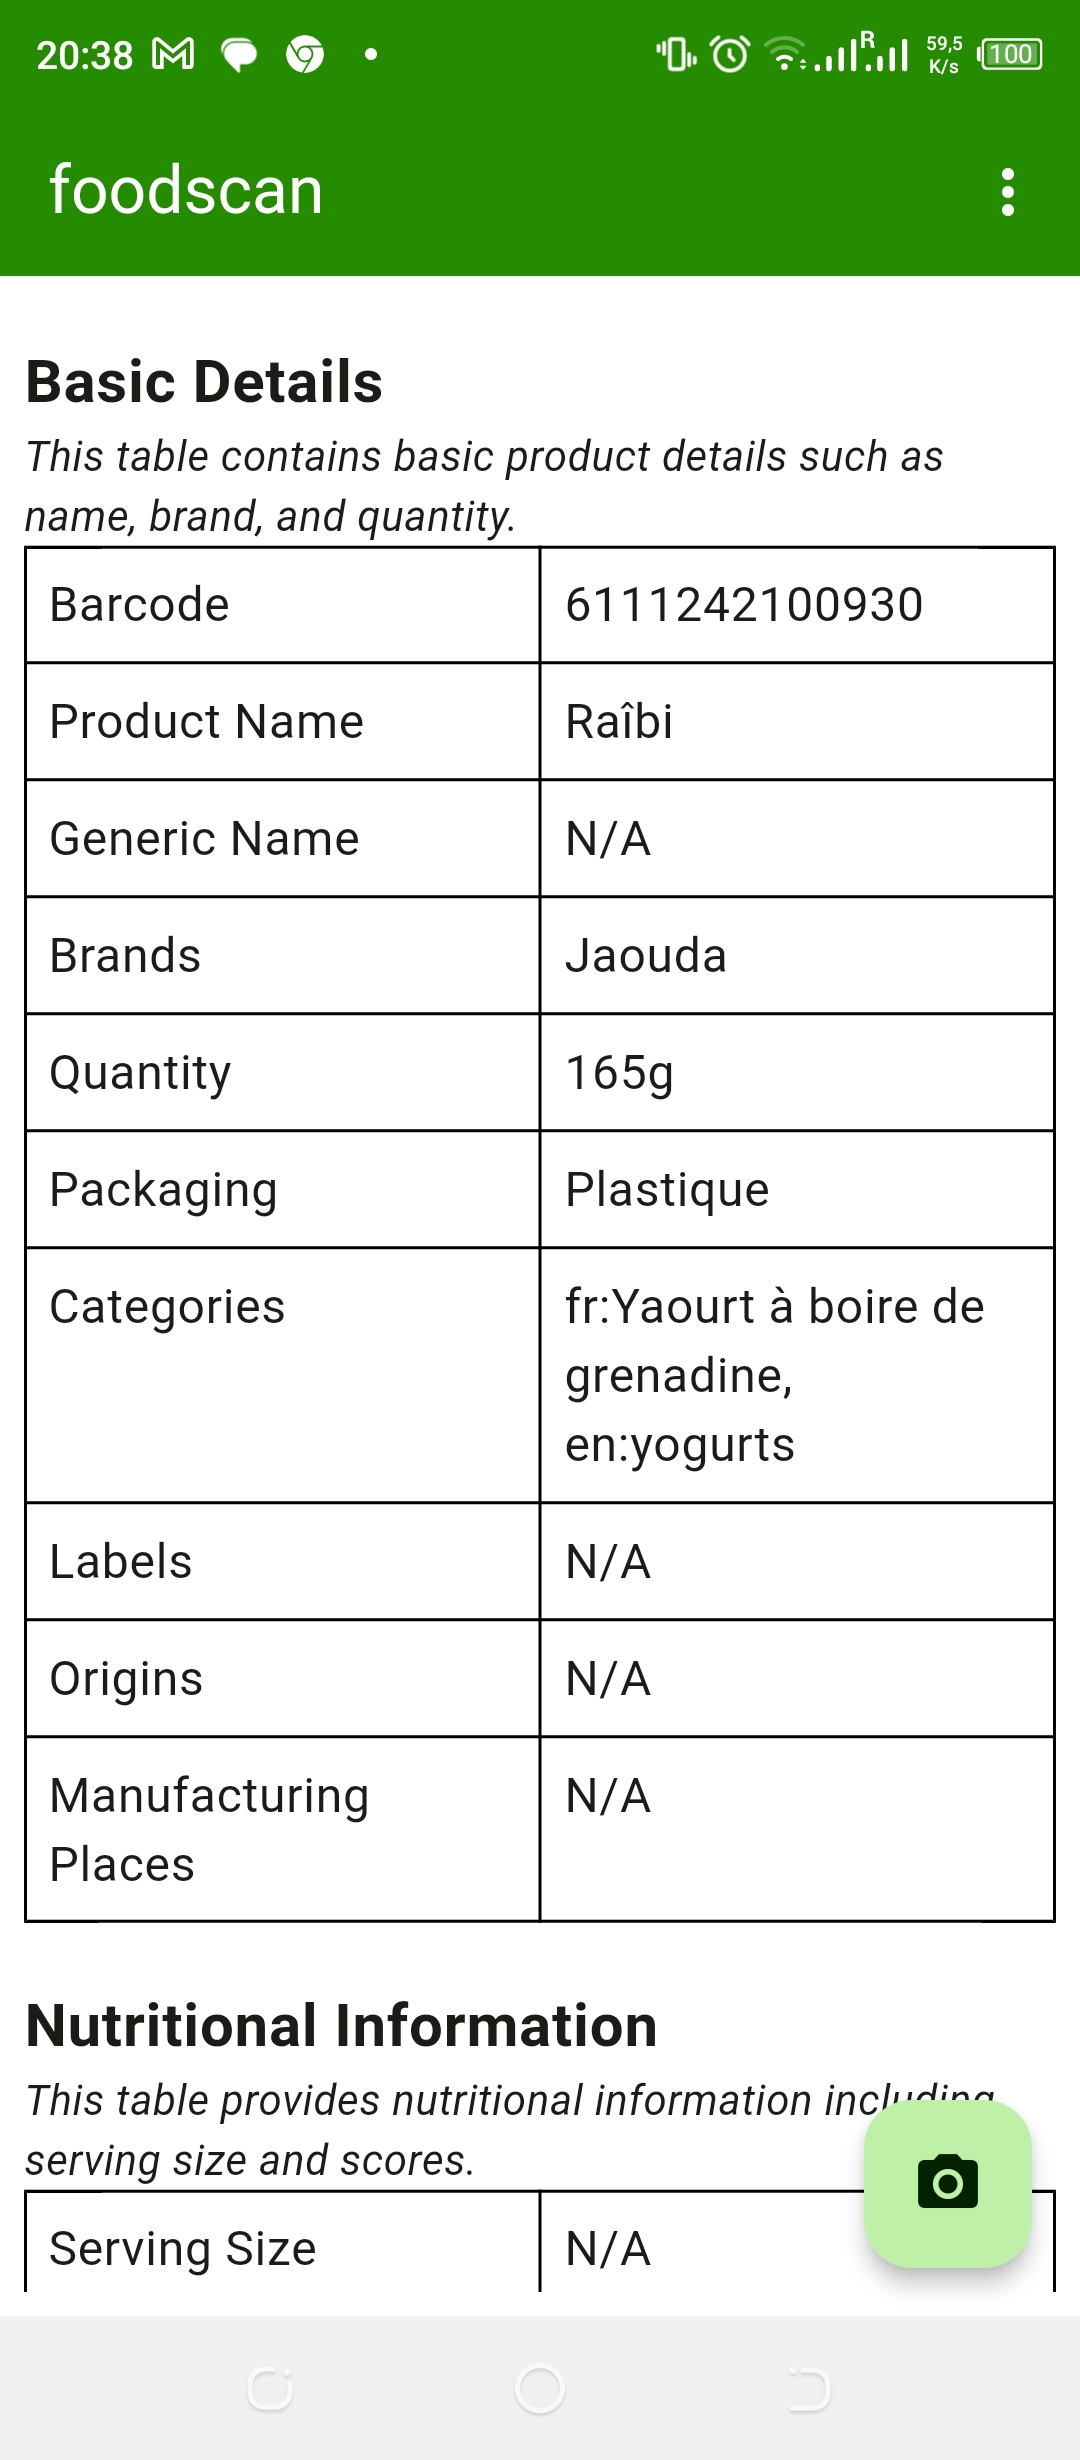 20:38
R
59,5
K/s
100
foodscan
Basic Details
This table contains basic product details such as
name, brand, and quantity.
Barcode 6111242100930
Product Name Raîbi
Generic Name N/A
Brands Jaouda
Quantity 165g
Packaging Plastique
Categories fr:Yaourt à boire de
grenadine,
en:yogurts
Labels N/A
Origins N/A
Manufacturing N/A
Places
Nutritional Information
This table provides nutritional information including
serving size and scores.
Serving Size N/A